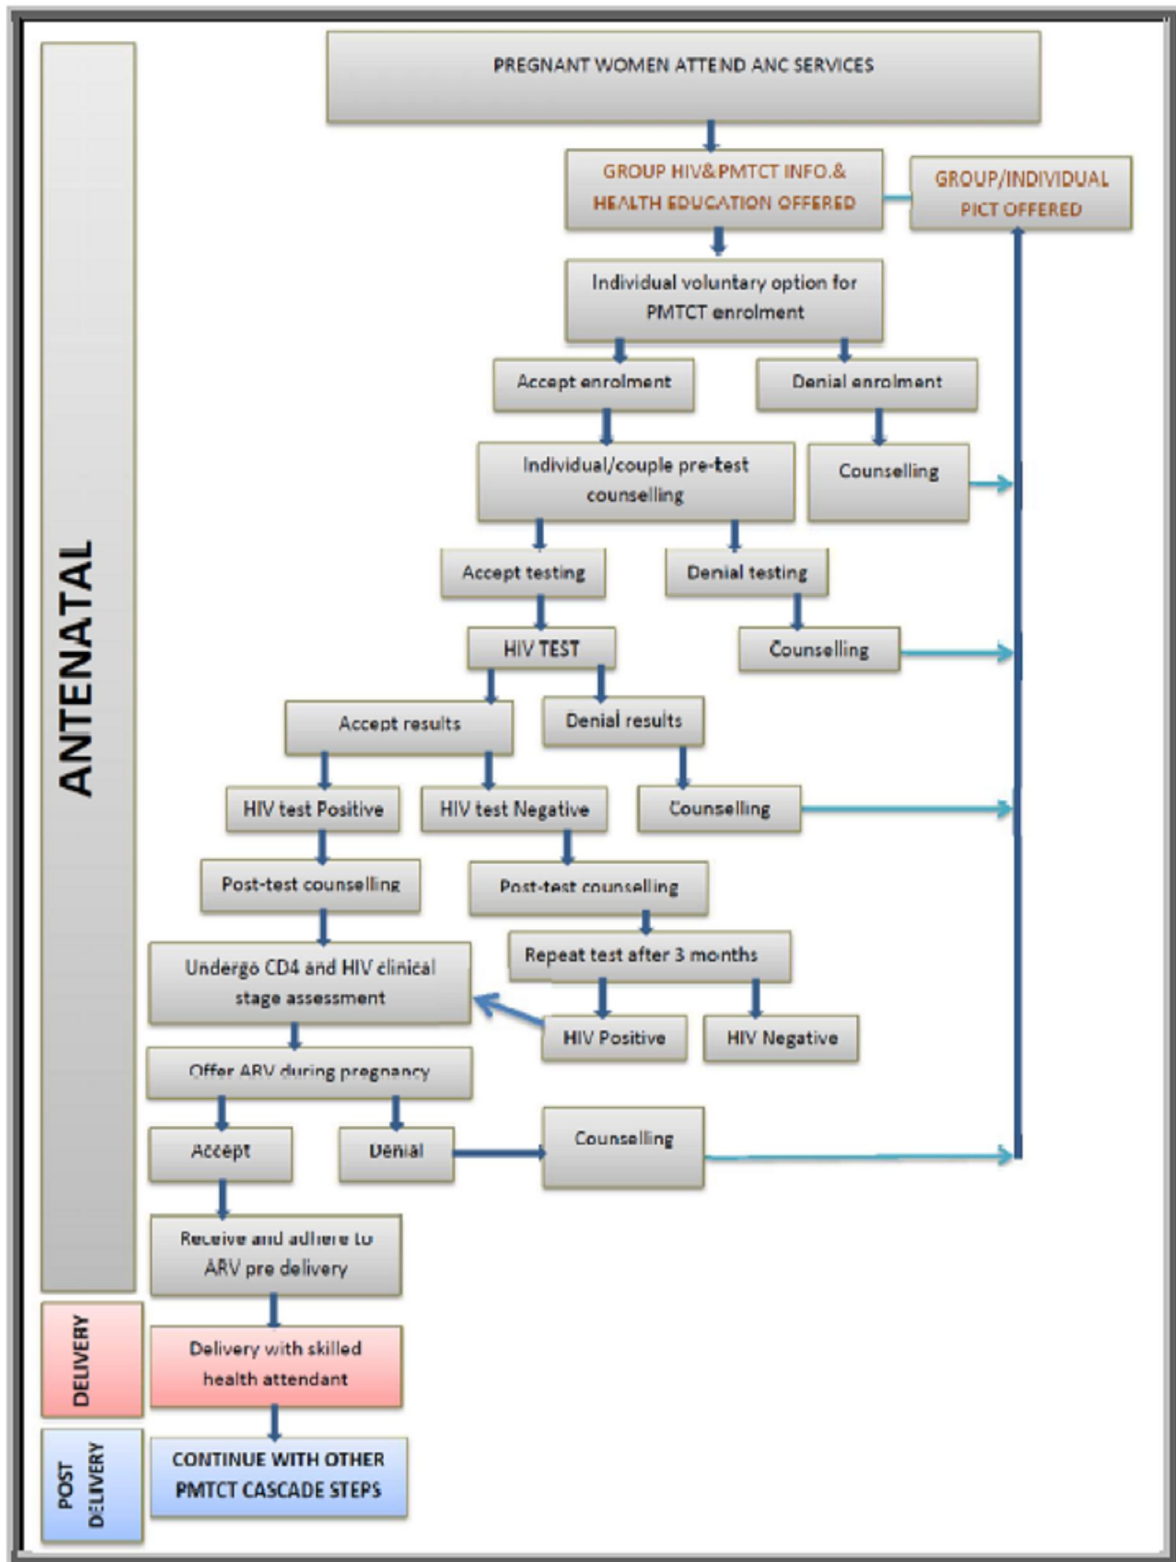 PREGNANT WOMEN ATTEND ANC SERVICES
GROUP HIV&PMTCT INFO.&
HEALTH EDUCATION OFFERED
GROUP/INDIVIDUAL
PICT OFFERED
Individual voluntary option for
PMTCT enrolment
Accept enrolment
Denial enrolment
Individual/couple pre-test
counselling
Counselling
Accept testing
Denial testing
HIV TEST
Counselling
Accept results
Denial results
HIV test Positive
HIV test Negative
Counselling
Post-test counselling
Post-test counselling
Undergo CD4 and HIV clinical
stage assessment
Repeat test after 3 months
HIV Positive
HIV Negative
Offer ARV during pregnancy
Accept
Denial
Counselling
Receive and adhere to
ARV pre delivery
ANTENATAL
DELIVERY
Delivery with skilled
health attendant
POST
DELIVERY
CONTINUE WITH OTHER
PMTCT CASCADE STEPS